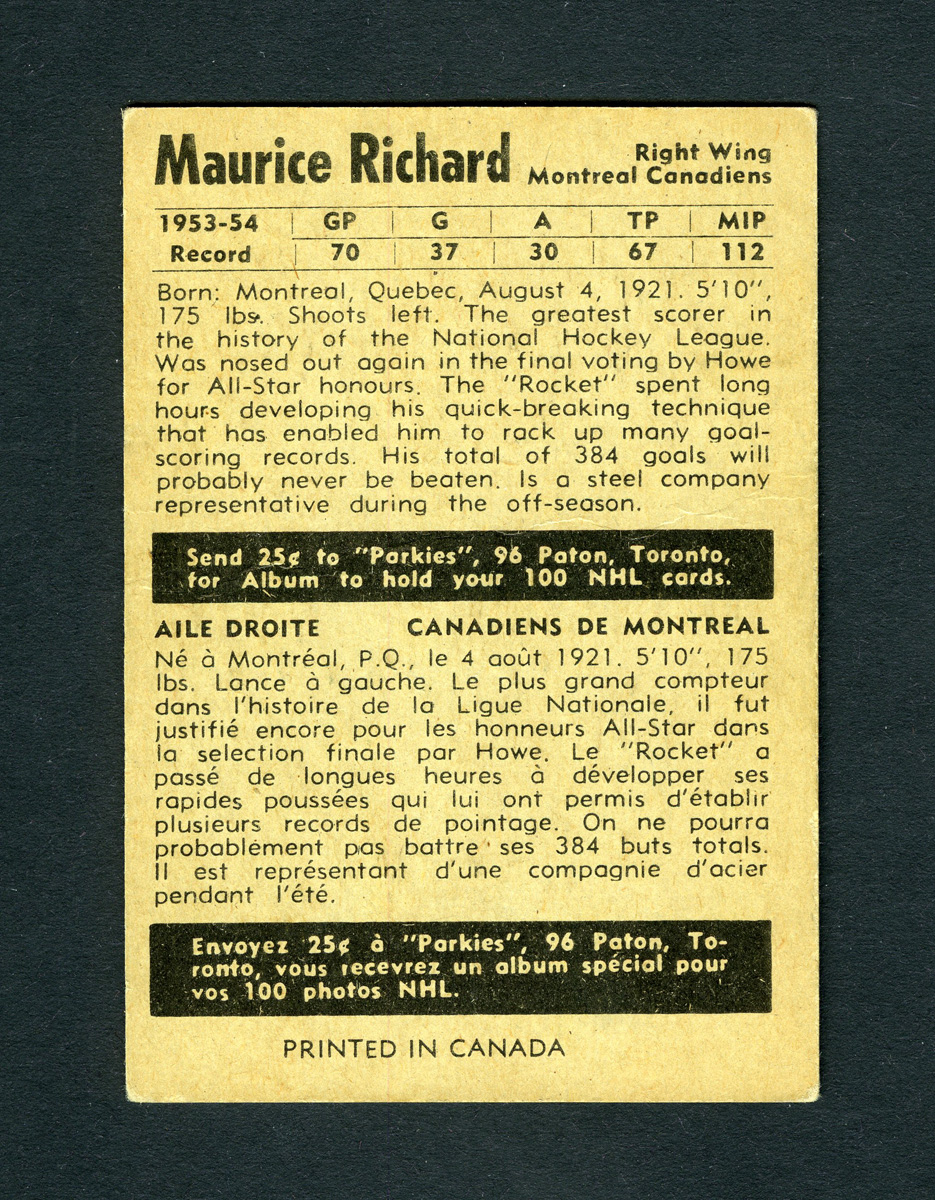 Maurice Richard
Right Wing
Montreal Canadiens
1953-54 | GP | G | A | TP | MIP
Record | 70 | 37 | 30 | 67 | 112
Born: Montreal, Quebec, August 4, 1921. 5'10",
175 lbs. Shoots left. The greatest scorer in
the history of the National Hockey League.
Was nosed out again in the final voting by Howe
for All-Star honours. The "Rocket" spent long
hours developing his quick-breaking technique
that has enabled him to rack up many goal-
scoring records. His total of 384 goals will
probably never be beaten. Is a steel company
representative during the off-season.
Send 25¢ to "Parkies", 96 Paton, Toronto,
for Album to hold your 100 NHL cards.
AILE DROITE CANADIENS DE MONTREAL
Né à Montréal, P.Q., le 4 août 1921. 5'10", 175
lbs. Lance à gauche. Le plus grand compteur
dans l'histoire de la Ligue Nationale, il fut
justifié encore pour les honneurs All-Star dans
la selection finale par Howe. Le "Rocket" a
passé de longues heures à développer ses
rapides poussées qui lui ont permis d'établir
plusieurs records de pointage. On ne pourra
probablement pas battre ses 384 buts totals.
Il est représentant d'une compagnie d'acier
pendant l'été.
Envoyez 25¢ à "Parkies", 96 Paton, To-
ronto, vous recevrez un album spécial pour
vos 100 photos NHL.
PRINTED IN CANADA